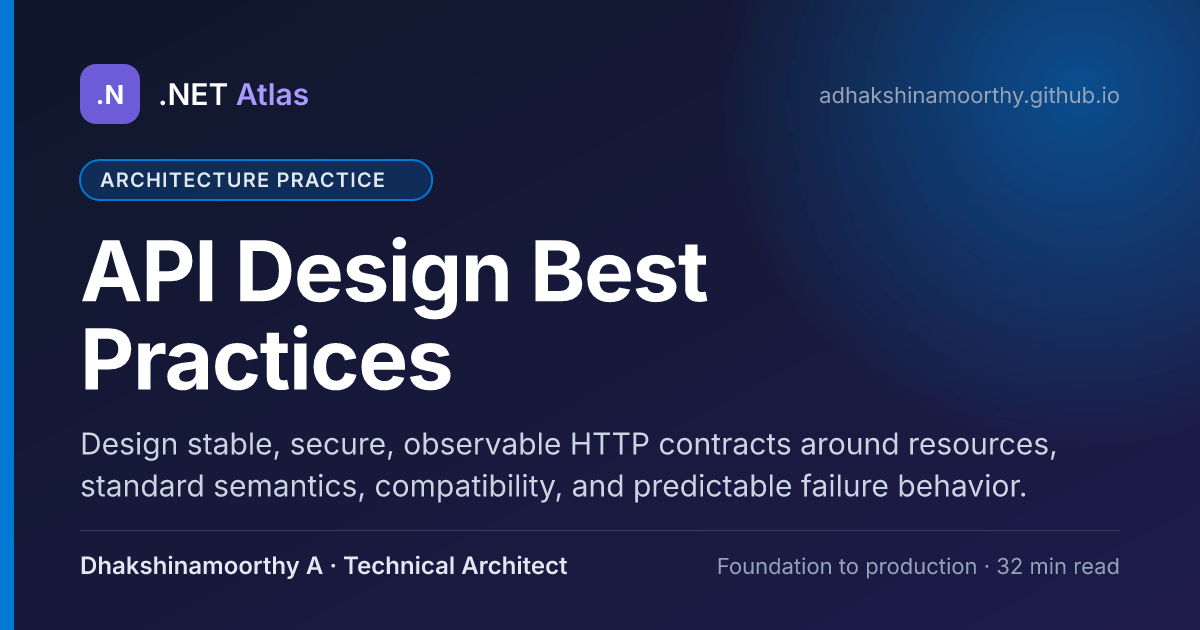 .N
.NET Atlas
adhakshinamoorthy.github.io
ARCHITECTURE PRACTICE
API Design Best
Practices
Design stable, secure, observable HTTP contracts around resources,
standard semantics, compatibility, and predictable failure behavior.
Dhakshinamoorthy A · Technical Architect
Foundation to production · 32 min read